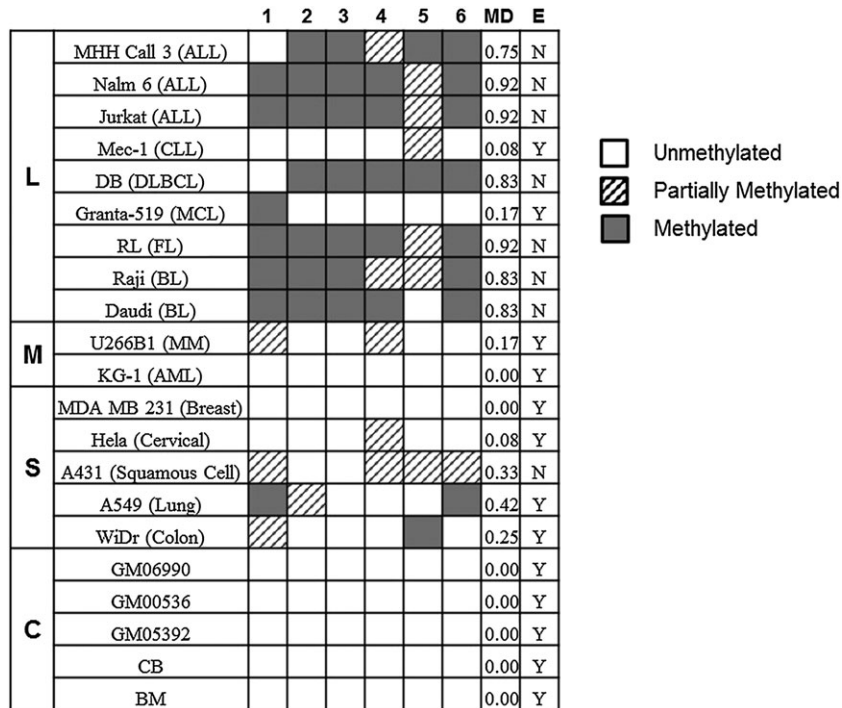 1 2 3 4 5 6 MD E
L
MHH Call 3 (ALL) 0.75 N
Nalm 6 (ALL) 0.92 N
Jurkat (ALL) 0.92 N
Mec-1 (CLL) 0.08 Y
DB (DLBCL) 0.83 N
Granta-519 (MCL) 0.17 Y
RL (FL) 0.92 N
Raji (BL) 0.83 N
Daudi (BL) 0.83 N
M
U266B1 (MM) 0.17 Y
KG-1 (AML) 0.00 Y
S
MDA MB 231 (Breast) 0.00 Y
Hela (Cervical) 0.08 Y
A431 (Squamous Cell) 0.33 N
A549 (Lung) 0.42 Y
WiDr (Colon) 0.25 Y
C
GM06990 0.00 Y
GM00536 0.00 Y
GM05392 0.00 Y
CB 0.00 Y
BM 0.00 Y
Unmethylated
Partially Methylated
Methylated